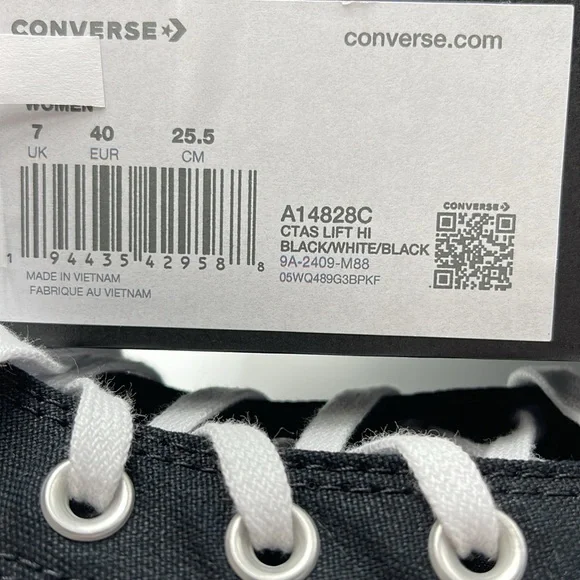 CONVERSE
converse.com
WOMEN
7 40 25.5
UK EUR CM
1 94435 42958 8
A14828C
CTAS LIFT HI
BLACK/WHITE/BLACK
9A-2409-M88
05WQ489G3BPKF
CONVERSE
MADE IN VIETNAM
FABRIQUE AU VIETNAM